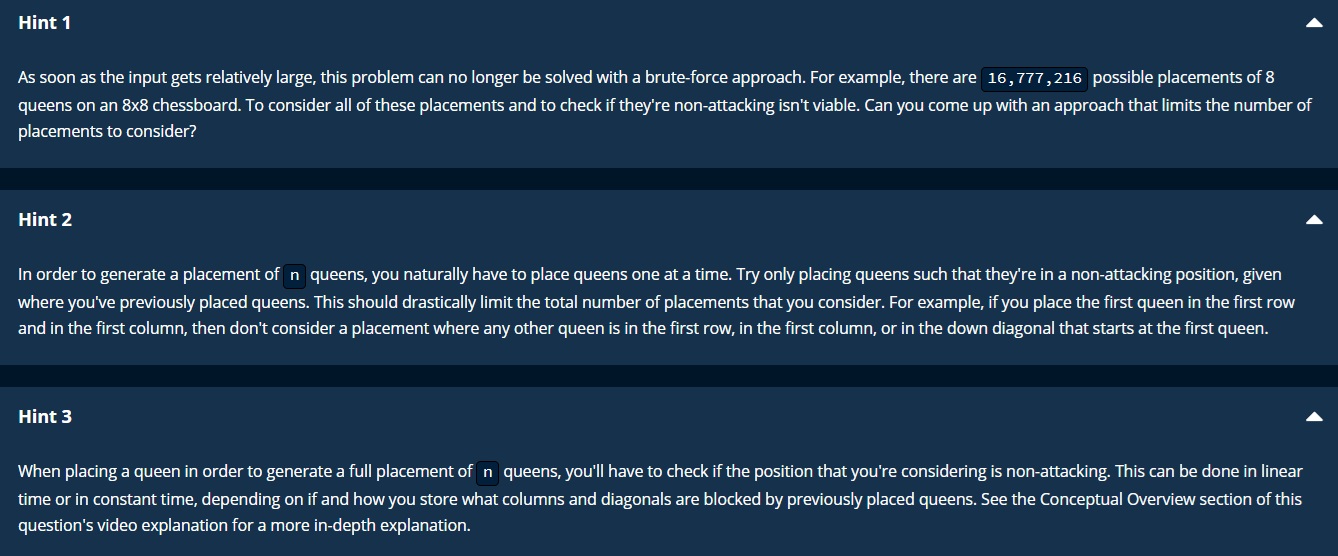 Hint 1
As soon as the input gets relatively large, this problem can no longer be solved with a brute-force approach. For example, there are 16,777,216 possible placements of 8
queens on an 8x8 chessboard. To consider all of these placements and to check if they're non-attacking isn't viable. Can you come up with an approach that limits the number of
placements to consider?
Hint 2
In order to generate a placement of n queens, you naturally have to place queens one at a time. Try only placing queens such that they're in a non-attacking position, given
where you've previously placed queens. This should drastically limit the total number of placements that you consider. For example, if you place the first queen in the first row
and in the first column, then don't consider a placement where any other queen is in the first row, in the first column, or in the down diagonal that starts at the first queen.
Hint 3
When placing a queen in order to generate a full placement of n queens, you'll have to check if the position that you're considering is non-attacking. This can be done in linear
time or in constant time, depending on if and how you store what columns and diagonals are blocked by previously placed queens. See the Conceptual Overview section of this
question's video explanation for a more in-depth explanation.